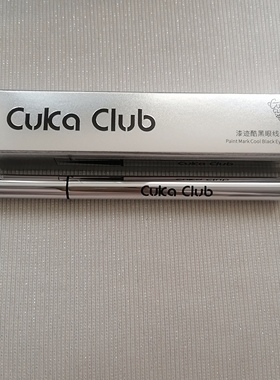 Cuka Club
漆迹酷黑眼线
Paint Mark Cool Black Ey
Cuka Club